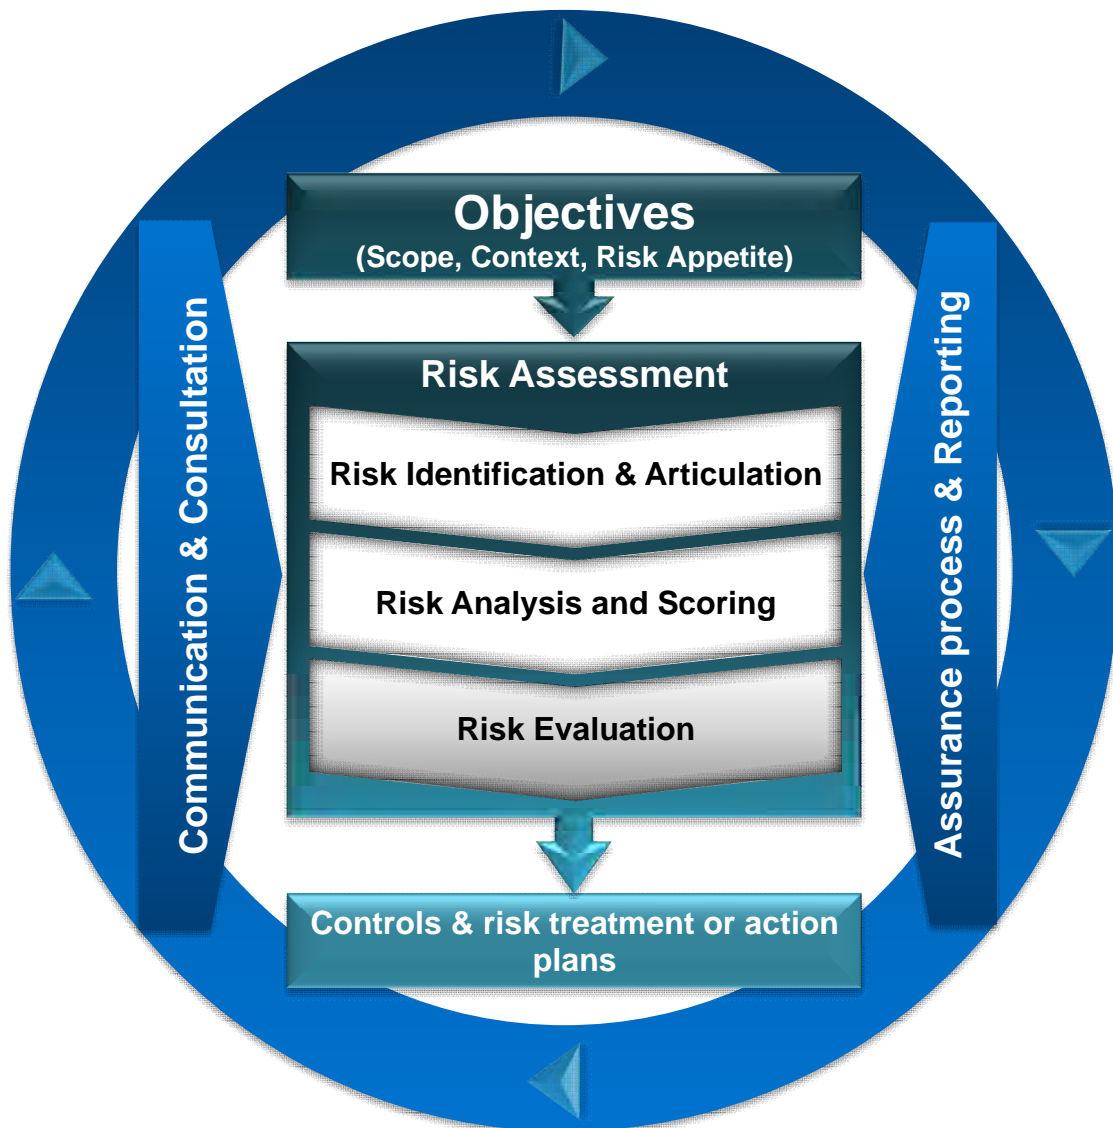 Objectives
(Scope, Context, Risk Appetite)
Communication & Consultation
Risk Assessment
Risk Identification & Articulation
Risk Analysis and Scoring
Risk Evaluation
Assurance process & Reporting
Controls & risk treatment or action
plans